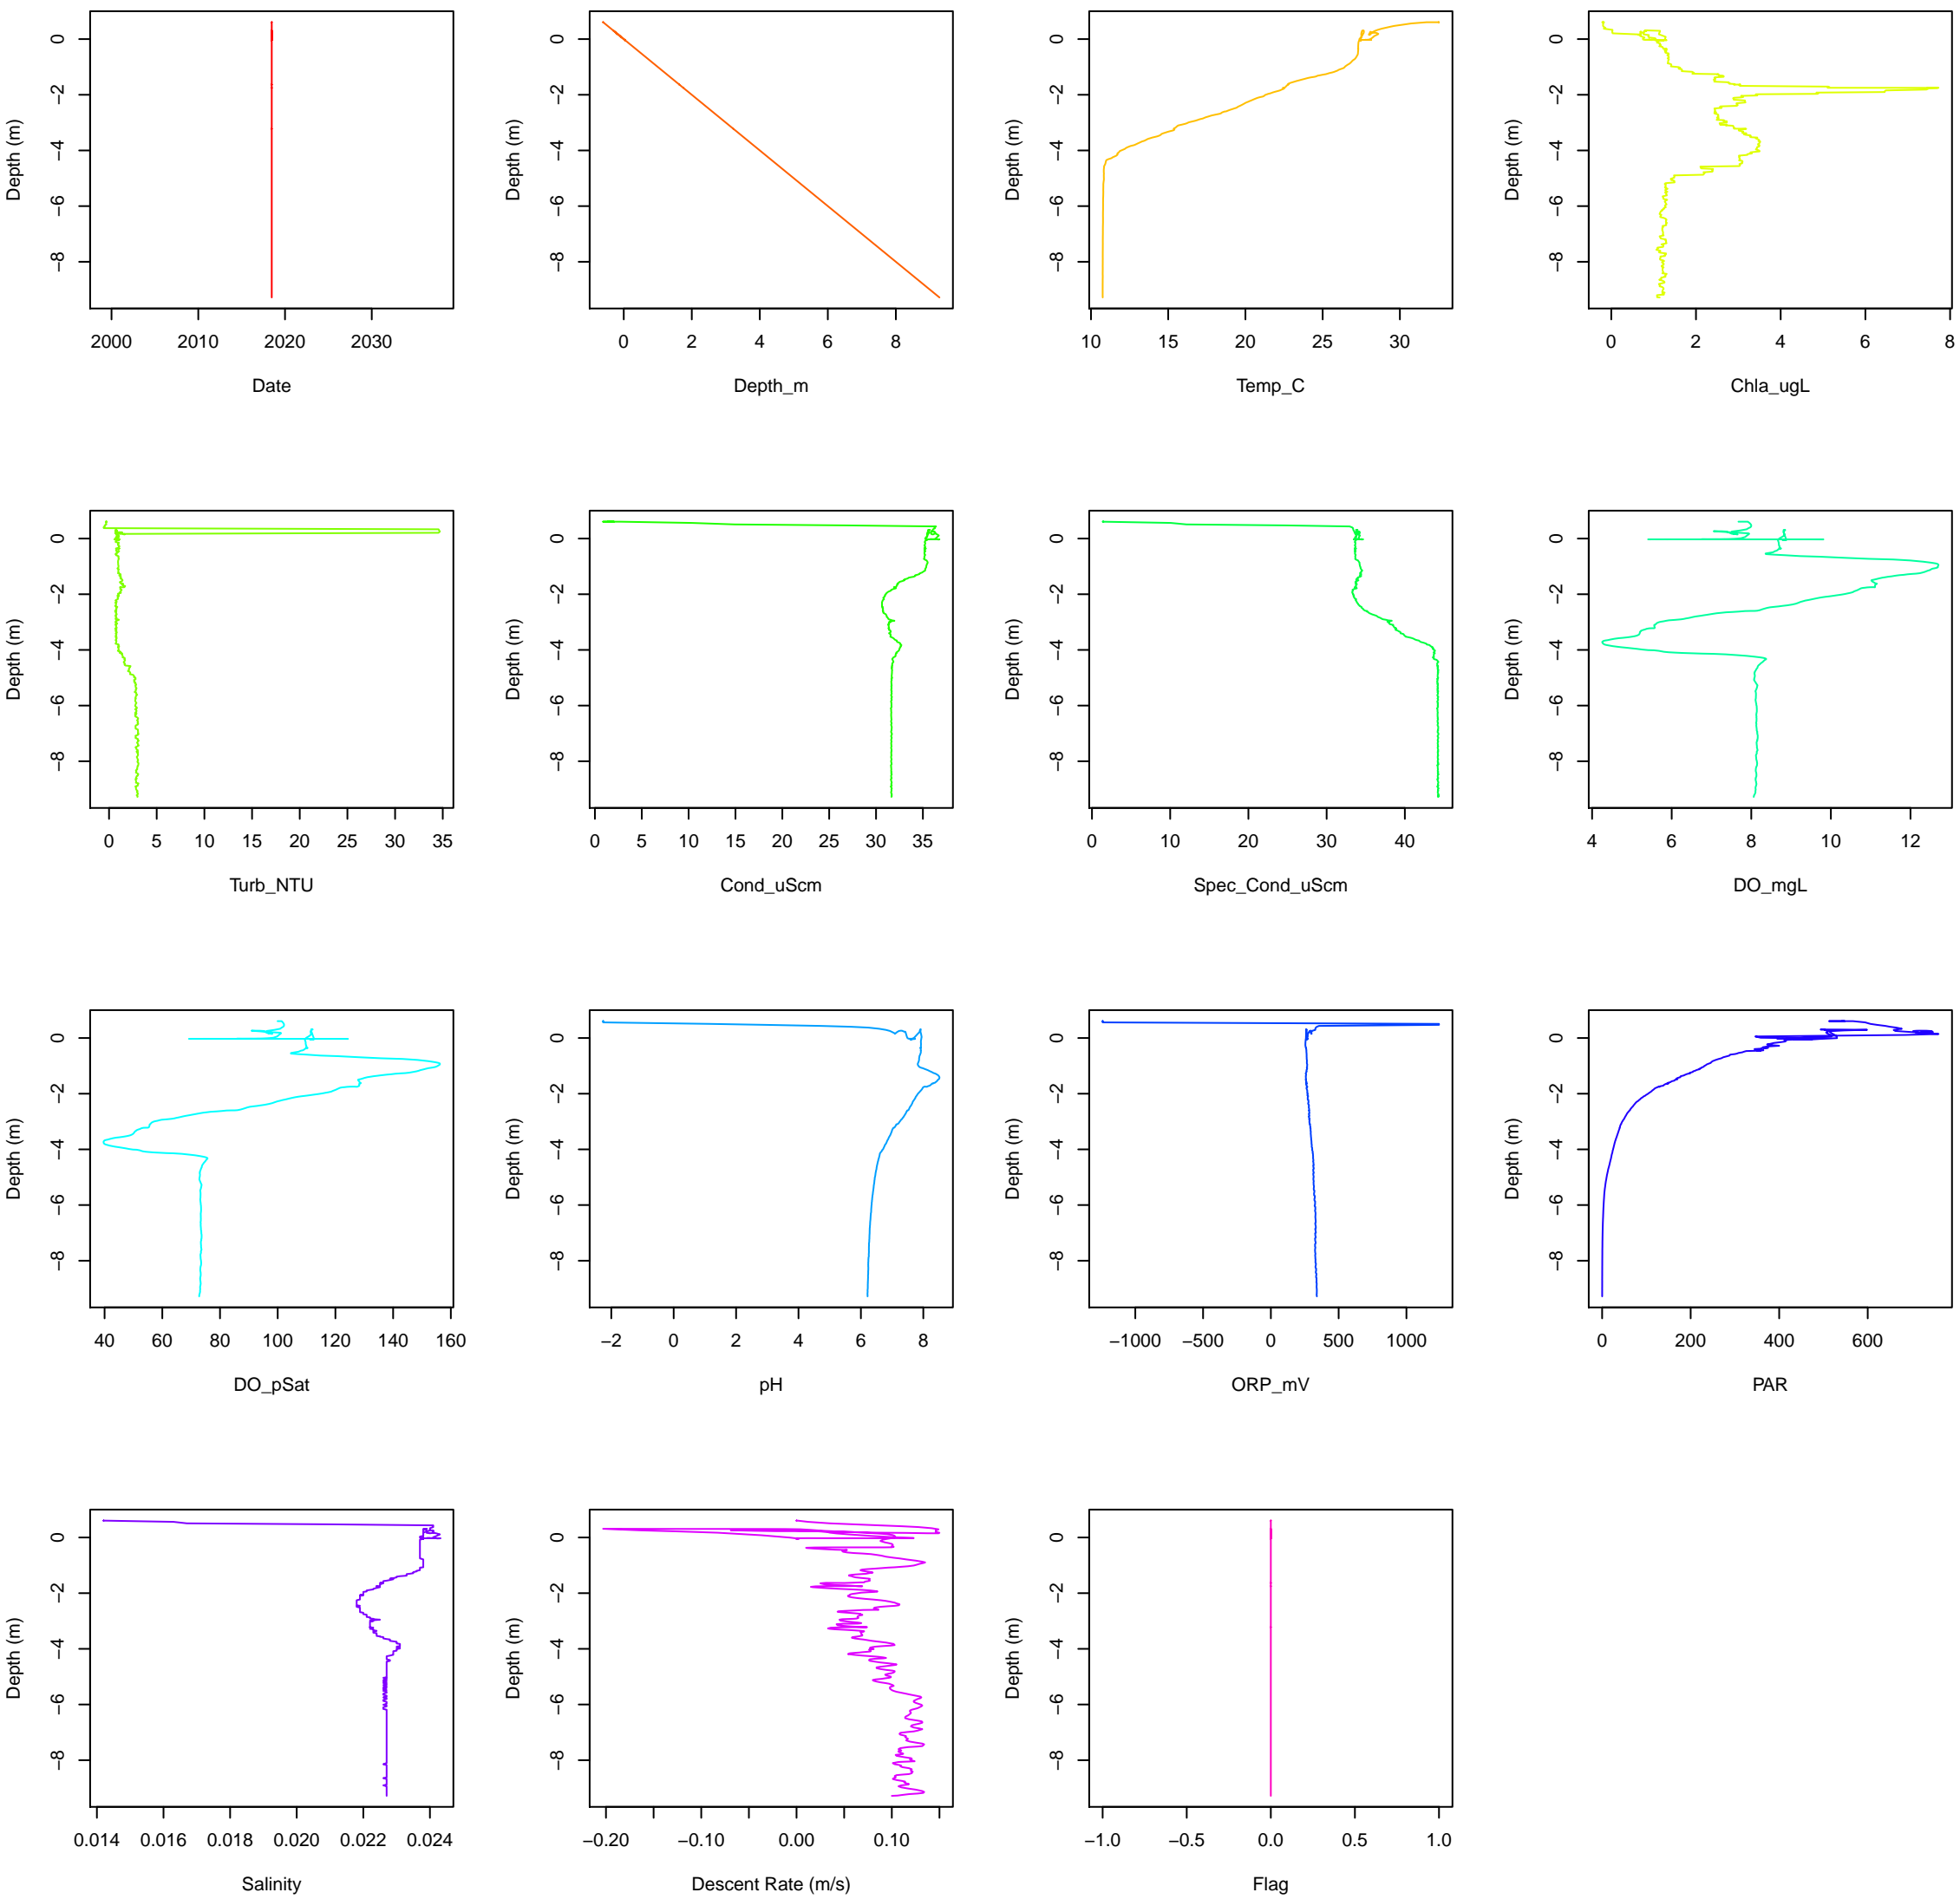 Depth (m)
0
−2
−4
−6
−8
2000 2010 2020 2030
Date
Depth (m)
0
−2
−4
−6
−8
0 2 4 6 8
Depth_m
Depth (m)
0
−2
−4
−6
−8
10 15 20 25 30
Temp_C
Depth (m)
0
−2
−4
−6
−8
0 2 4 6 8
Chla_ugL
Depth (m)
0
−2
−4
−6
−8
0 5 10 15 20 25 30 35
Turb_NTU
Depth (m)
0
−2
−4
−6
−8
0 5 10 15 20 25 30 35
Cond_uScm
Depth (m)
0
−2
−4
−6
−8
0 10 20 30 40
Spec_Cond_uScm
Depth (m)
0
−2
−4
−6
−8
4 6 8 10 12
DO_mgL
Depth (m)
0
−2
−4
−6
−8
40 60 80 100 120 140 160
DO_pSat
Depth (m)
0
−2
−4
−6
−8
−2 0 2 4 6 8
pH
Depth (m)
0
−2
−4
−6
−8
−1000 −500 0 500 1000
ORP_mV
Depth (m)
0
−2
−4
−6
−8
0 200 400 600
PAR
Depth (m)
0
−2
−4
−6
−8
0.014 0.016 0.018 0.020 0.022 0.024
Salinity
Depth (m)
0
−2
−4
−6
−8
−0.20 −0.10 0.00 0.10
Descent Rate (m/s)
Depth (m)
0
−2
−4
−6
−8
−1.0 −0.5 0.0 0.5 1.0
Flag